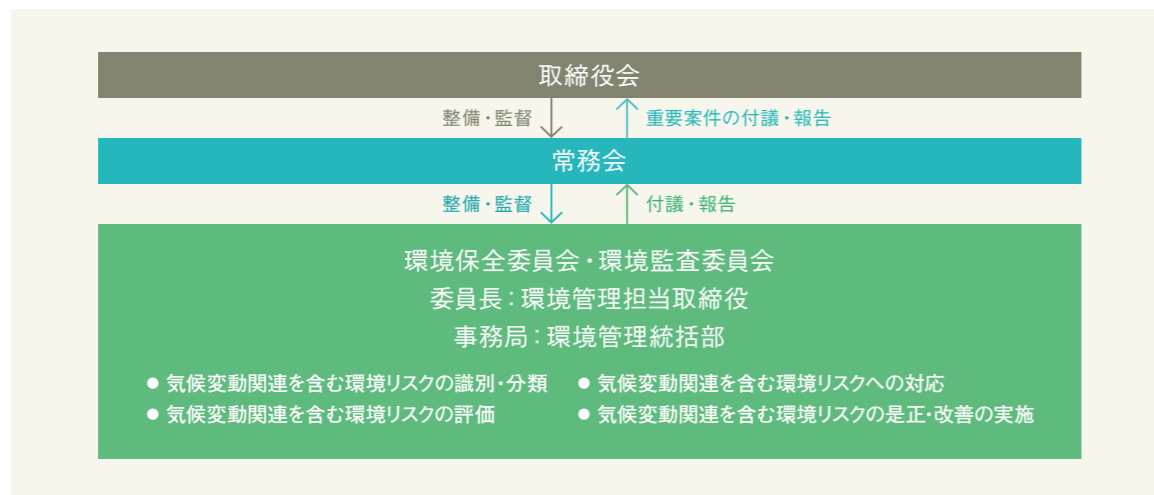 取締役会
整備・監督
重要案件の付議・報告
常務会
整備・監督
付議・報告
環境保全委員会・環境監査委員会
委員長：環境管理担当取締役
事務局：環境管理統括部
● 気候変動関連を含む環境リスクの識別・分類
● 気候変動関連を含む環境リスクの評価
● 気候変動関連を含む環境リスクへの対応
● 気候変動関連を含む環境リスクの是正・改善の実施